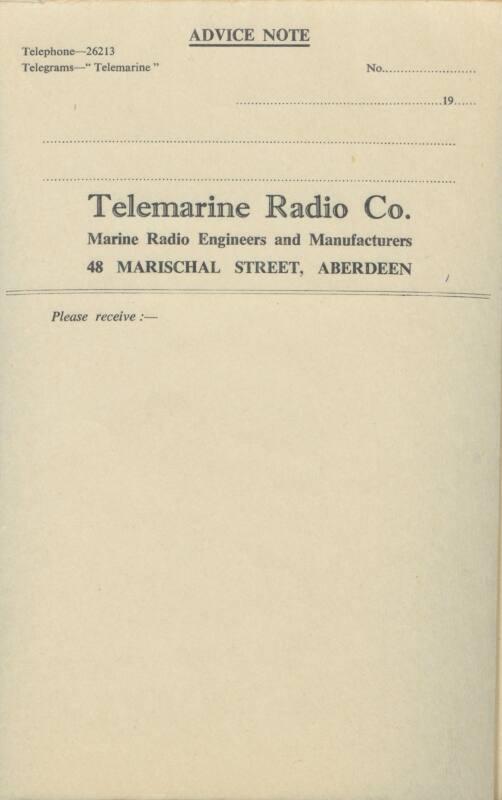 ADVICE NOTE
Telephone—26213
Telegrams—“ Telemarine ”
No............................
..............................................................19......
Telemarine Radio Co.
Marine Radio Engineers and Manufacturers
48 MARISCHAL STREET, ABERDEEN
Please receive :—